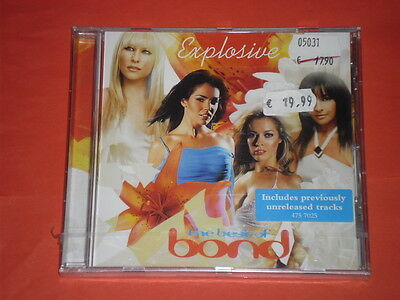 Explosive
05031
€ 17.90
€ 19.99
Includes previously
unreleased tracks
475 7025
the best of
bond